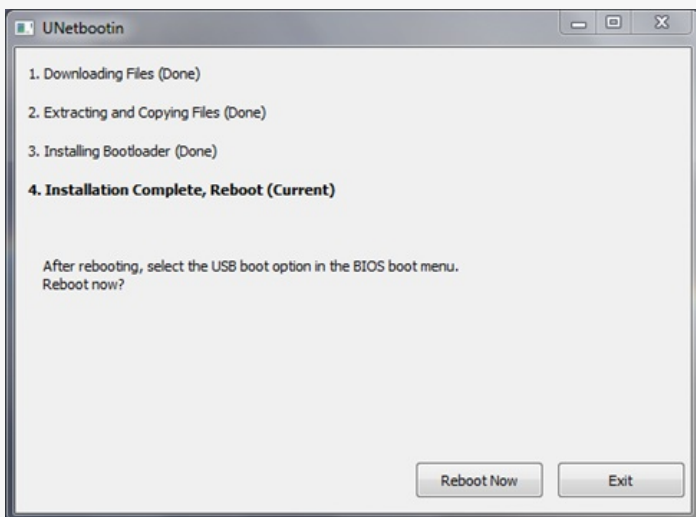 UNetbootin
1. Downloading Files (Done)
2. Extracting and Copying Files (Done)
3. Installing Bootloader (Done)
4. Installation Complete, Reboot (Current)
After rebooting, select the USB boot option in the BIOS boot menu.
Reboot now?
Reboot Now Exit